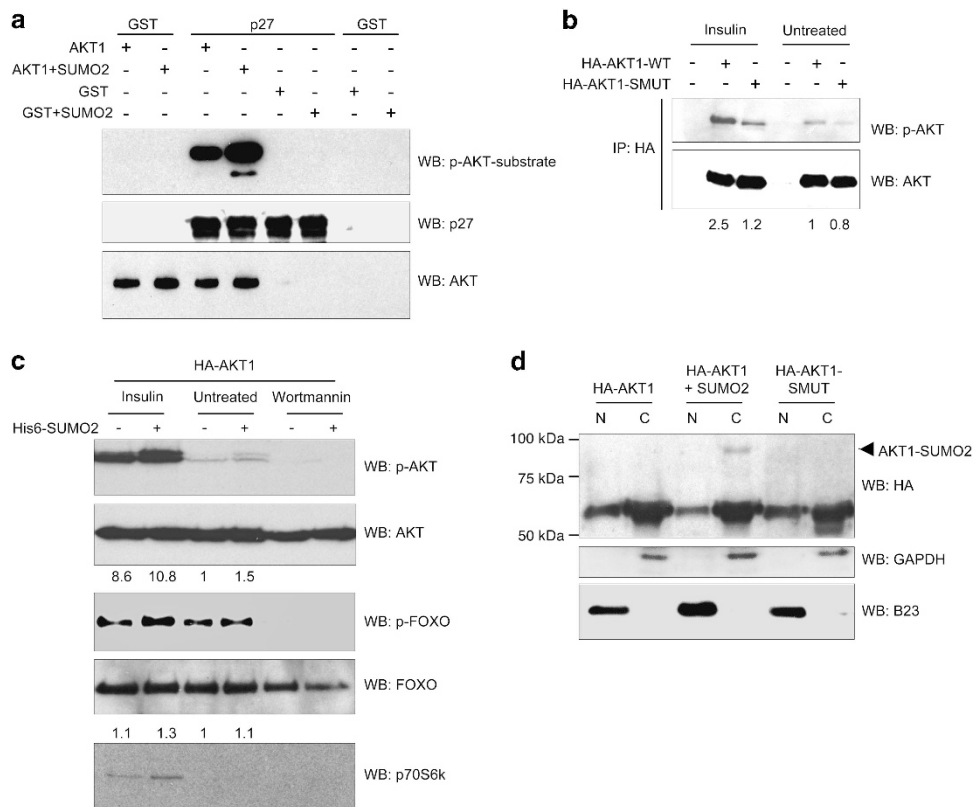 a
GST p27 GST
AKT1 + - + - - - - -
AKT1+SUMO2 - + - + - - - -
GST - - - - + - + -
GST+SUMO2 - - - - - + - +
WB: p-AKT-substrate
WB: p27
WB: AKT
b
Insulin Untreated
HA-AKT1-WT - + - - + -
HA-AKT1-SMUT - - + - - +
IP: HA
WB: p-AKT
WB: AKT
2.5 1.2 1 0.8
c
HA-AKT1
Insulin Untreated Wortmannin
His6-SUMO2 - + - + - +
WB: p-AKT
WB: AKT
8.6 10.8 1 1.5
WB: p-FOXO
WB: FOXO
1.1 1.3 1 1.1
WB: p70S6k
d
HA-AKT1 HA-AKT1 + SUMO2 HA-AKT1-SMUT
N C N C N C
100 kDa
AKT1-SUMO2
75 kDa
WB: HA
50 kDa
WB: GAPDH
WB: B23